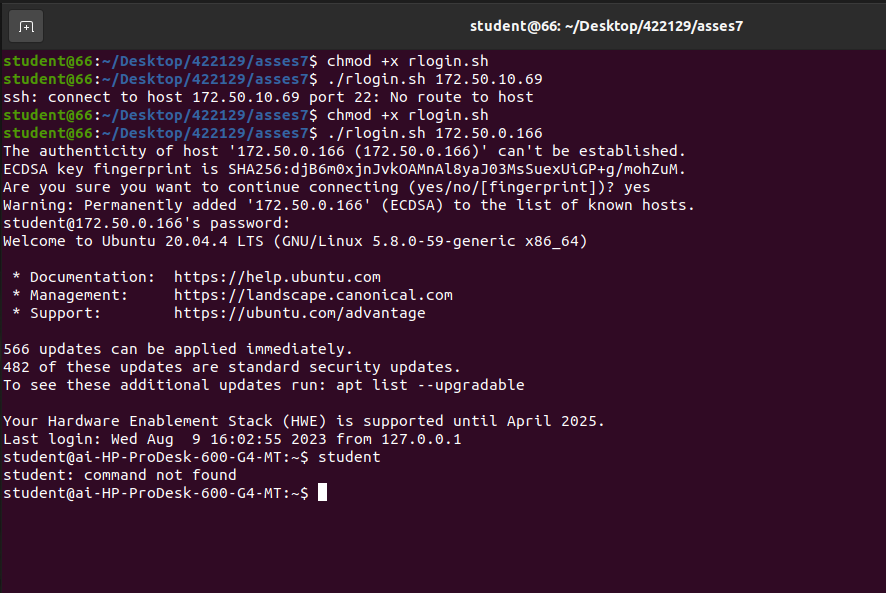 student@66: ~/Desktop/422129/asses7
student@66:~/Desktop/422129/asses7$ chmod +x rlogin.sh
student@66:~/Desktop/422129/asses7$ ./rlogin.sh 172.50.10.69
ssh: connect to host 172.50.10.69 port 22: No route to host
student@66:~/Desktop/422129/asses7$ chmod +x rlogin.sh
student@66:~/Desktop/422129/asses7$ ./rlogin.sh 172.50.0.166
The authenticity of host '172.50.0.166 (172.50.0.166)' can't be established.
ECDSA key fingerprint is SHA256:djB6m0xjnJvkOAMnAl8yaJ03MsSuexUiGP+g/mohZuM.
Are you sure you want to continue connecting (yes/no/[fingerprint])? yes
Warning: Permanently added '172.50.0.166' (ECDSA) to the list of known hosts.
student@172.50.0.166's password:
Welcome to Ubuntu 20.04.4 LTS (GNU/Linux 5.8.0-59-generic x86_64)
 * Documentation:  https://help.ubuntu.com
 * Management:     https://landscape.canonical.com
 * Support:        https://ubuntu.com/advantage
566 updates can be applied immediately.
482 of these updates are standard security updates.
To see these additional updates run: apt list --upgradable
Your Hardware Enablement Stack (HWE) is supported until April 2025.
Last login: Wed Aug  9 16:02:55 2023 from 127.0.0.1
student@ai-HP-ProDesk-600-G4-MT:~$ student
student: command not found
student@ai-HP-ProDesk-600-G4-MT:~$